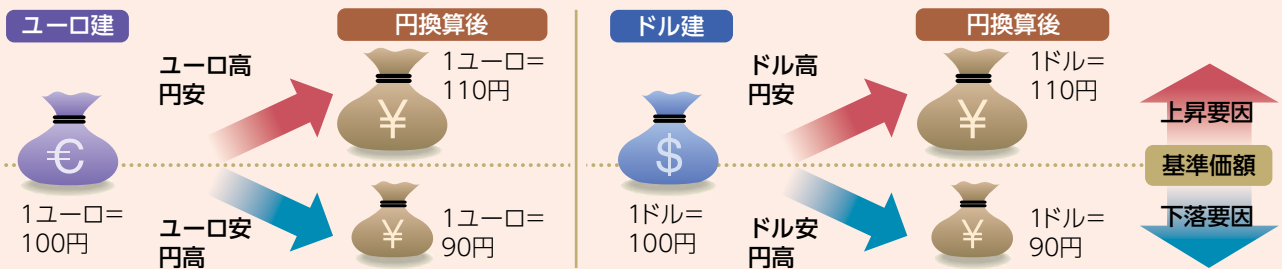 ユーロ建
円換算後
ユーロ高
円安
1ユーロ=
110円
€
¥
1ユーロ=
100円
ユーロ安
円高
¥
1ユーロ=
90円
ドル建
円換算後
ドル高
円安
1ドル=
110円
$
¥
1ドル=
100円
ドル安
円高
¥
1ドル=
90円
上昇要因
基準価額
下落要因